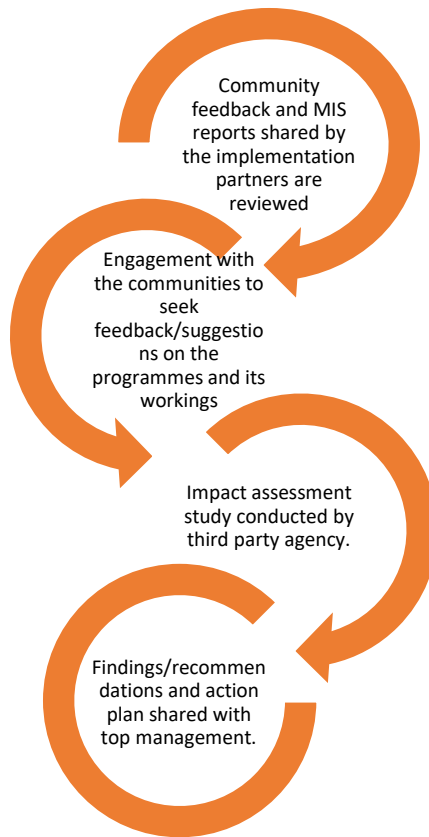 Community
feedback and MIS
reports shared by
the implementation
partners are
reviewed
Engagement with
the communities to
seek
feedback/suggestio
ns on the
programmes and its
workings
Impact assessment
study conducted by
third party agency.
Findings/recommen
dations and action
plan shared with
top management.